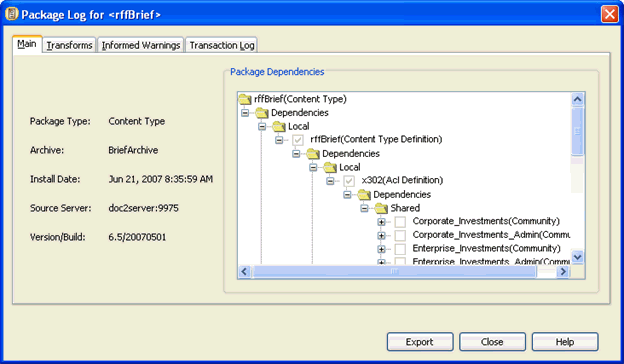 Package Log for <rffBrief>
Main Transforms Informed Warnings Transaction Log
Package Type: Content Type
Archive: BriefArchive
Install Date: Jun 21, 2007 8:35:59 AM
Source Server: doc2server:9975
Version/Build: 6.5/20070501
Package Dependencies
rffBrief(Content Type)
Dependencies
Local
rffBrief(Content Type Definition)
Dependencies
Local
x302(Acl Definition)
Dependencies
Shared
Corporate_Investments(Community)
Corporate_Investments_Admin(Commu
Enterprise_Investments(Community)
Enterprise_Investments_Admin(Commu
Export Close Help